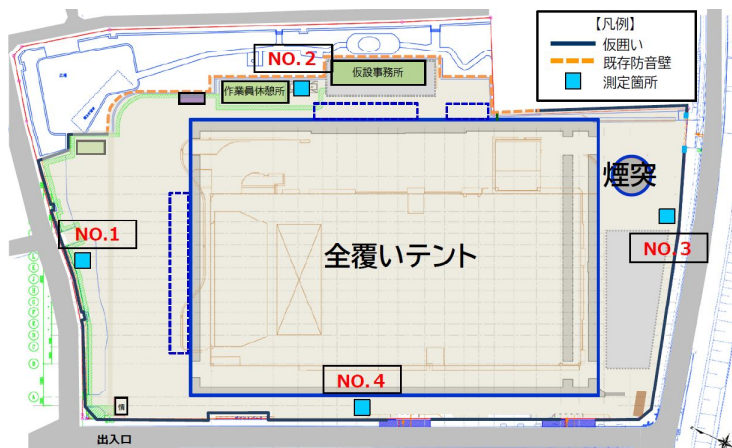 【凡例】
仮囲い
既存防音壁
測定箇所
NO.2
仮設事務所
作業員休憩所
煙突
NO.1
NO.3
全覆いテント
NO.4
情
出入口